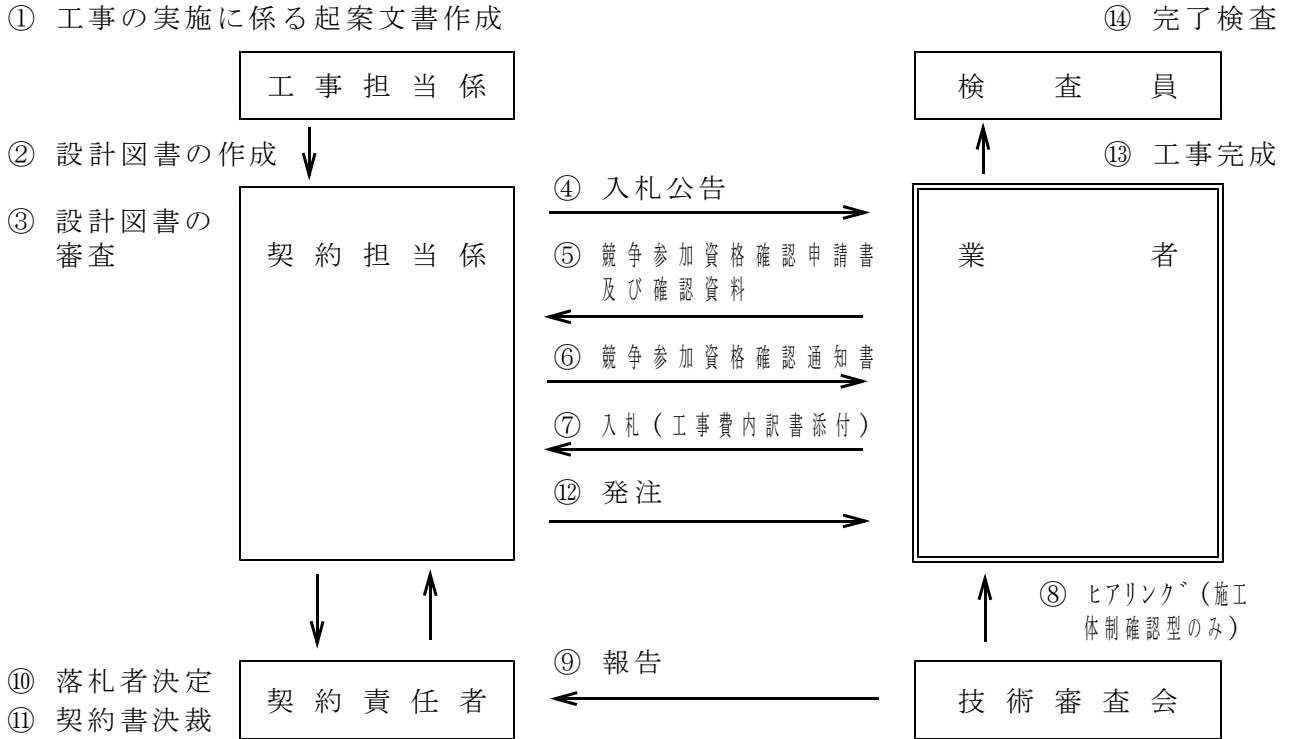 ① 工事の実施に係る起案文書作成
⑭ 完了検査
工事担当係
検査員
② 設計図書の作成
⑬ 工事完成
③ 設計図書の
審査
契約担当係
④ 入札公告
⑤ 競争参加資格確認申請書
及び確認資料
⑥ 競争参加資格確認通知書
⑦ 入札(工事費内訳書添付)
⑫ 発注
業者
⑧ ヒアリング(施工
体制確認型のみ)
⑨ 報告
⑩ 落札者決定
⑪ 契約書決裁
契約責任者
技術審査会